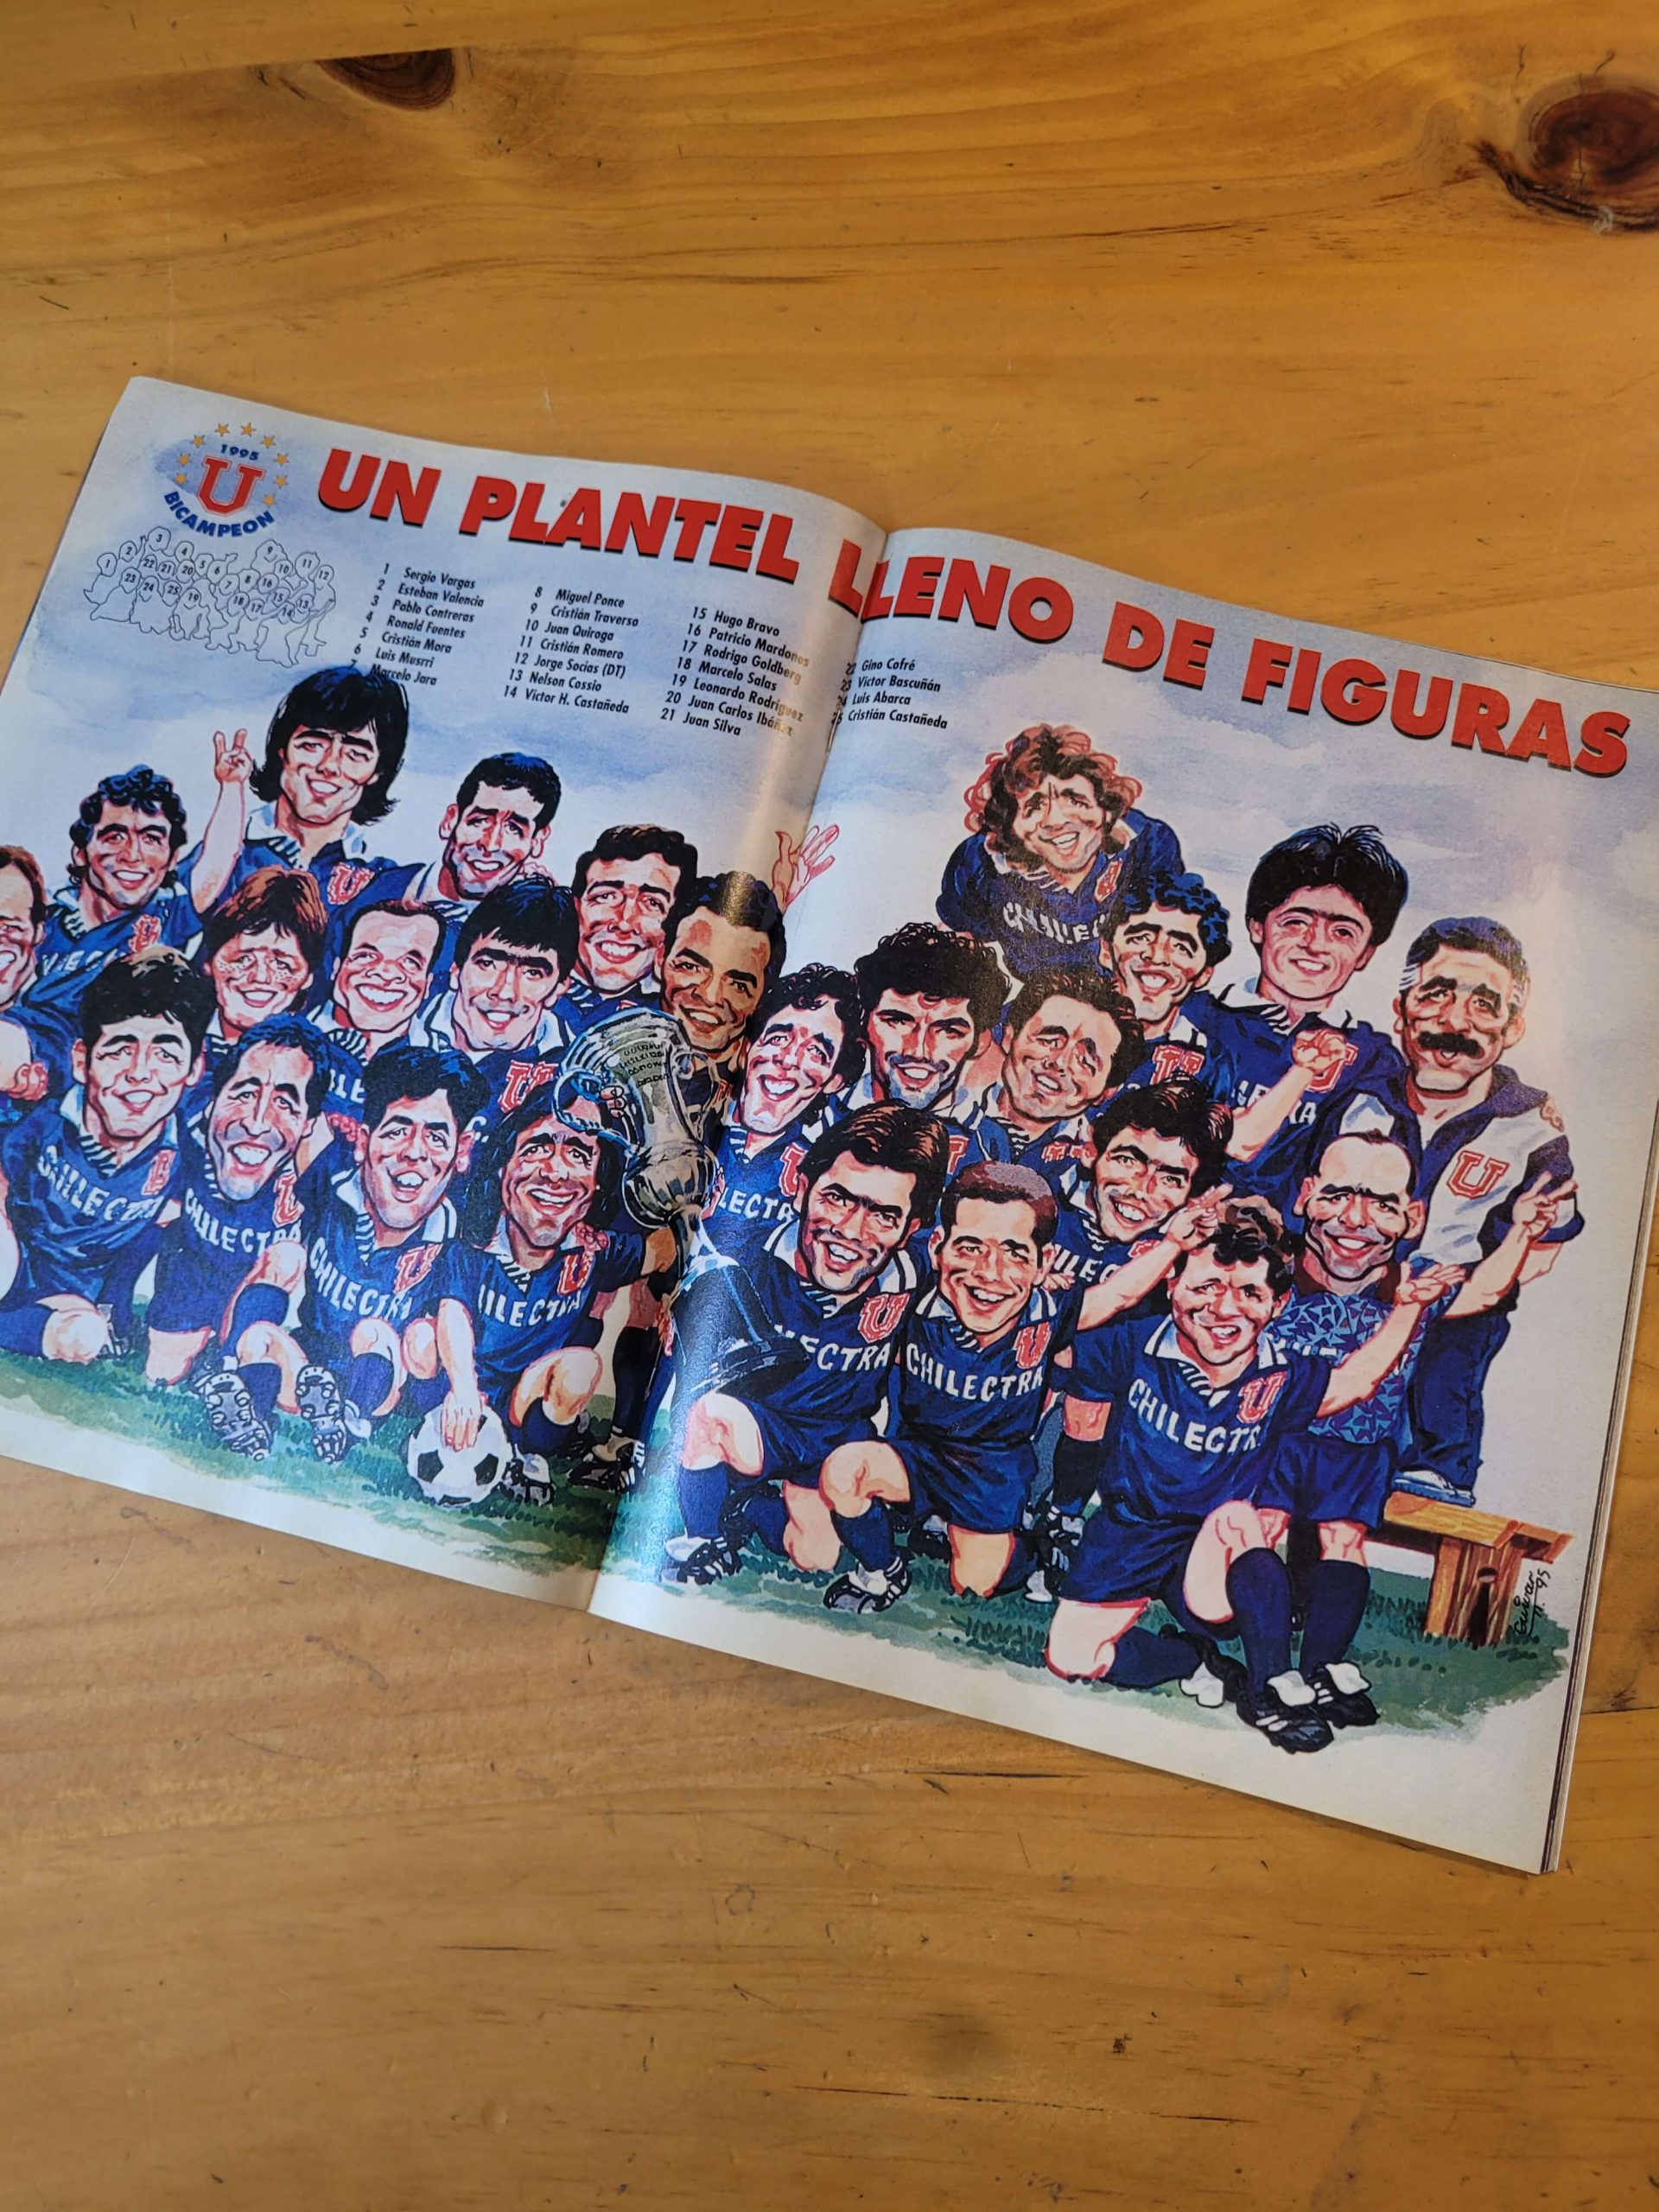 1995
U
BICAMPEON
UN PLANTEL LLENO DE FIGURAS
1 Sergio Vargas
2 Esteban Valencia
3 Pablo Contreras
4 Ronald Fuentes
5 Cristián Mora
6 Luis Musrri
7 Marcelo Jara
8 Miguel Ponce
9 Cristián Traverso
10 Juan Quiroga
11 Cristián Romero
12 Jorge Socías (DT)
13 Nelson Cossio
14 Víctor H. Castañeda
15 Hugo Bravo
16 Patricio Mardones
17 Rodrigo Goldberg
18 Marcelo Salas
19 Leonardo Rodríguez
20 Juan Carlos Ibáñez
21 Juan Silva
22 Gino Cofré
23 Víctor Bascuñán
24 Luis Abarca
25 Cristián Castañeda
CHILECTRA
CHILECTRA
CHILECTRA
CHILECTRA
CHILECTRA